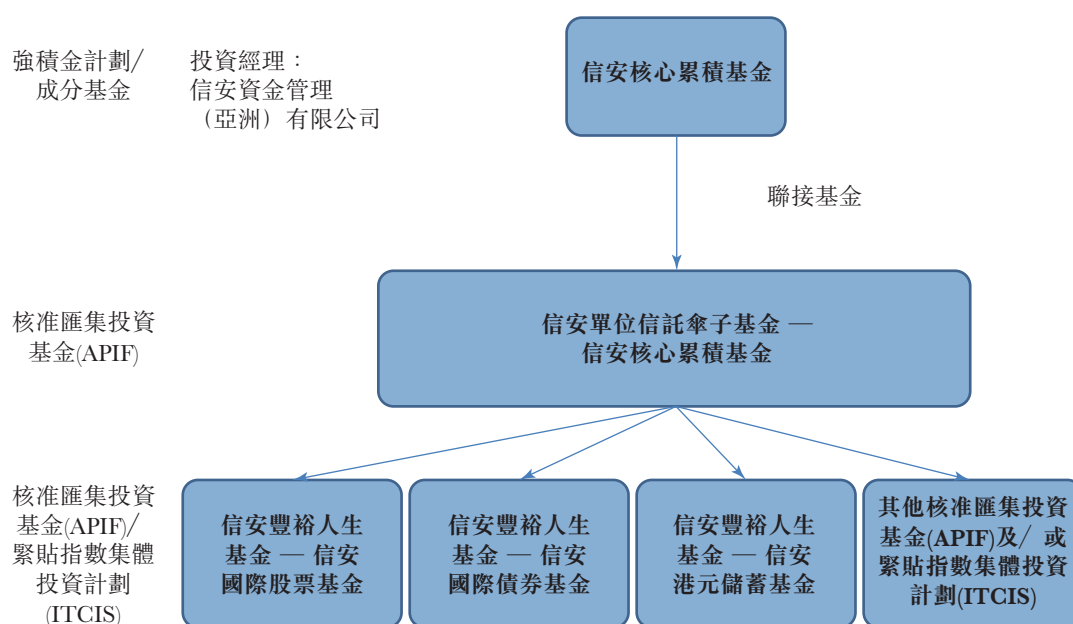 強積金計劃/
成分基金
投資經理：
信安資金管理
（亞洲）有限公司
信安核心累積基金
聯接基金
核准匯集投資
基金(APIF)
信安單位信託傘子基金 —
信安核心累積基金
核准匯集投資
基金(APIF)/
緊貼指數集體
投資計劃
(ITCIS)
信安豐裕人生
基金 — 信安
國際股票基金
信安豐裕人生
基金 — 信安
國際債券基金
信安豐裕人生
基金 — 信安
港元儲蓄基金
其他核准匯集投資
基金(APIF)及/ 或
緊貼指數集體投資
計劃(ITCIS)